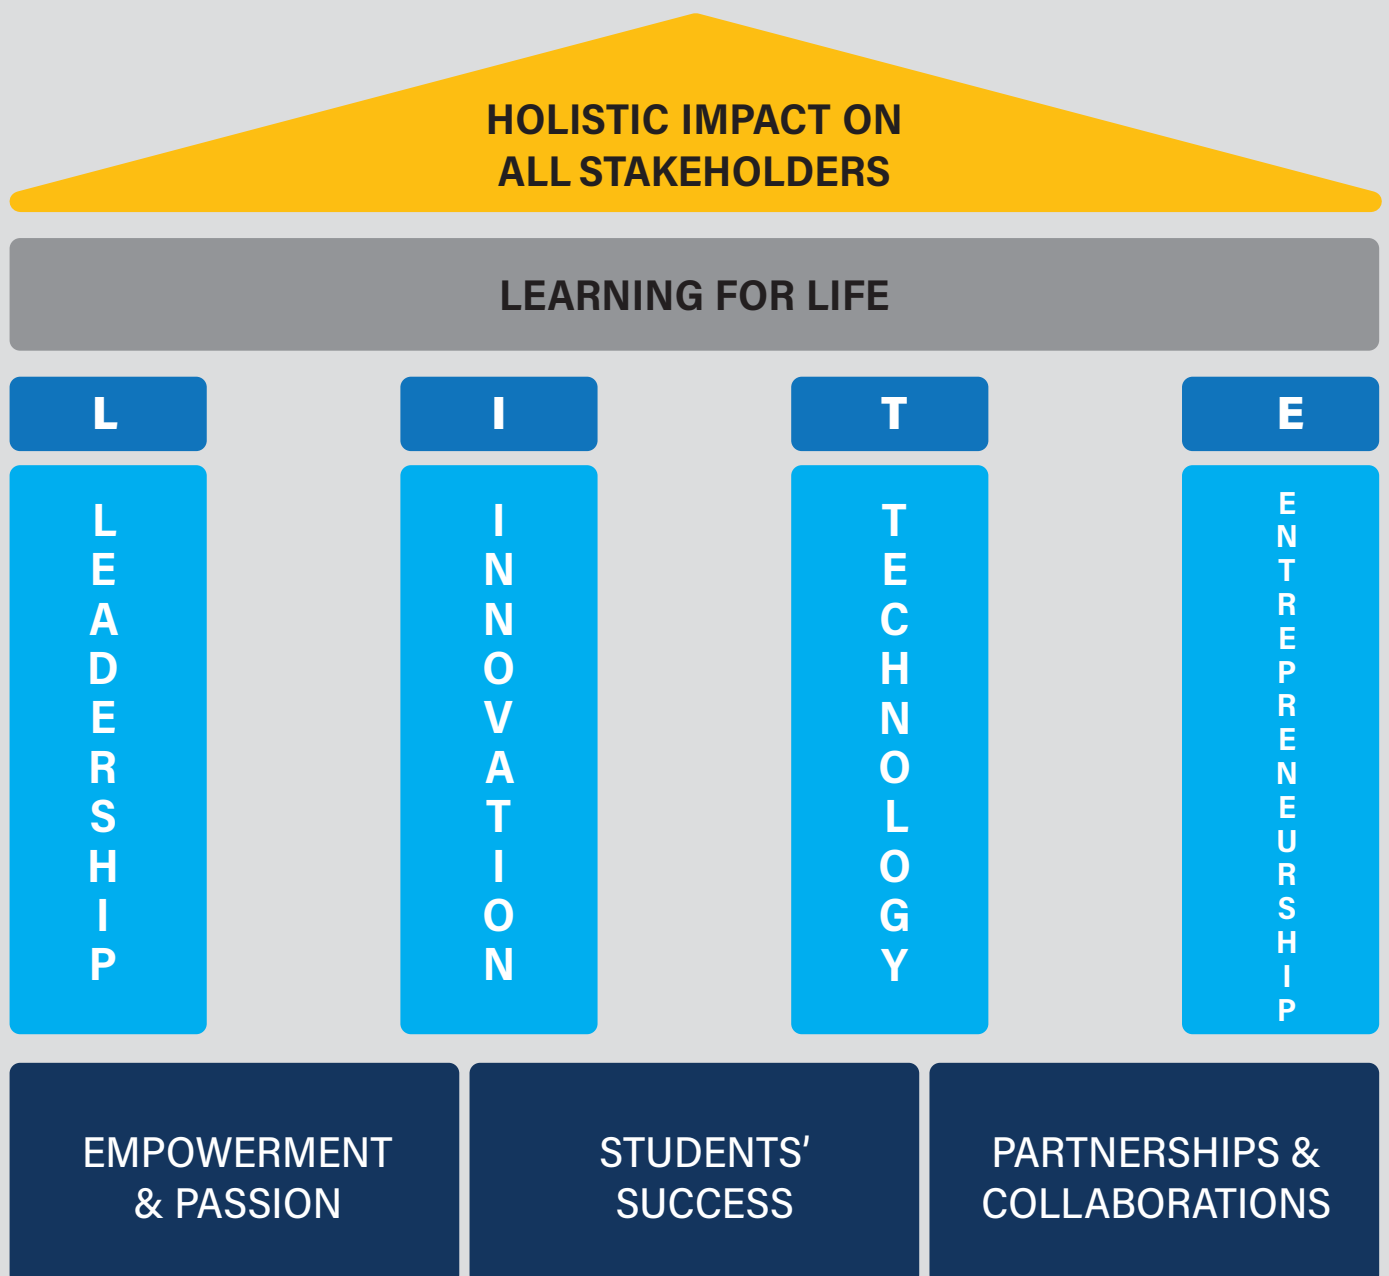 HOLISTIC IMPACT ON
ALL STAKEHOLDERS
LEARNING FOR LIFE
L
I
T
E
LEADERSHIP
INNOVATION
TECHNOLOGY
ENTREPRENEURSHIP
EMPOWERMENT
& PASSION
STUDENTS'
SUCCESS
PARTNERSHIPS &
COLLABORATIONS